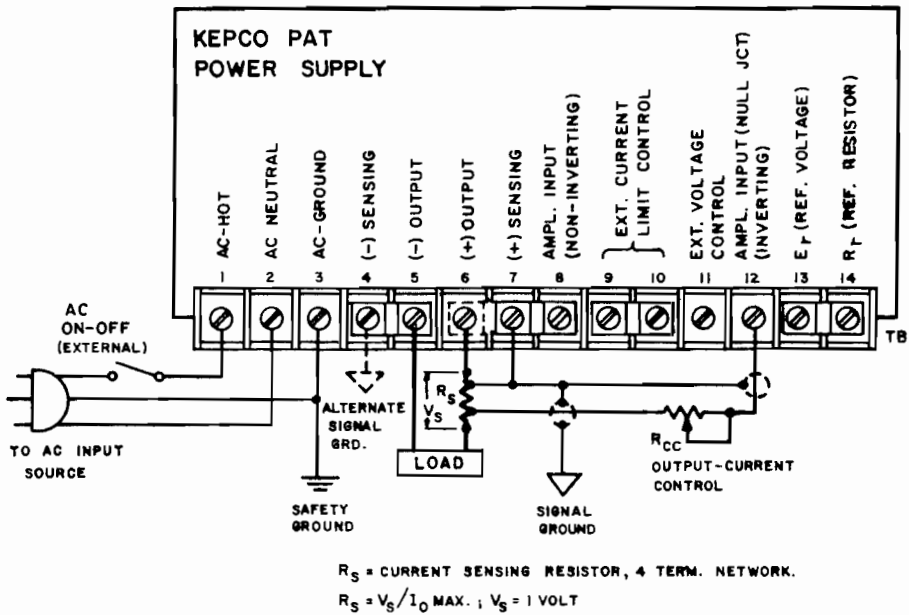 KEPCO PAT
POWER SUPPLY
AC-HOT
AC NEUTRAL
AC-GROUND
(-) SENSING
(-) OUTPUT
(+) OUTPUT
(+) SENSING
AMPL. INPUT
(NON-INVERTING)
EXT. CURRENT
LIMIT CONTROL
EXT. VOLTAGE
CONTROL
AMPL. INPUT (NULL JCT)
(INVERTING)
Er (REF. VOLTAGE)
Rr (REF. RESISTOR)
1 2 3 4 5 6 7 8 9 10 11 12 13 14
TB
AC
ON-OFF
(EXTERNAL)
TO AC INPUT
SOURCE
SAFETY
GROUND
ALTERNATE
SIGNAL
GRD.
VS
RS
LOAD
SIGNAL
GROUND
RCC
OUTPUT-CURRENT
CONTROL
RS = CURRENT SENSING RESISTOR, 4 TERM. NETWORK.
RS = VS/IO MAX. ; VS = 1 VOLT